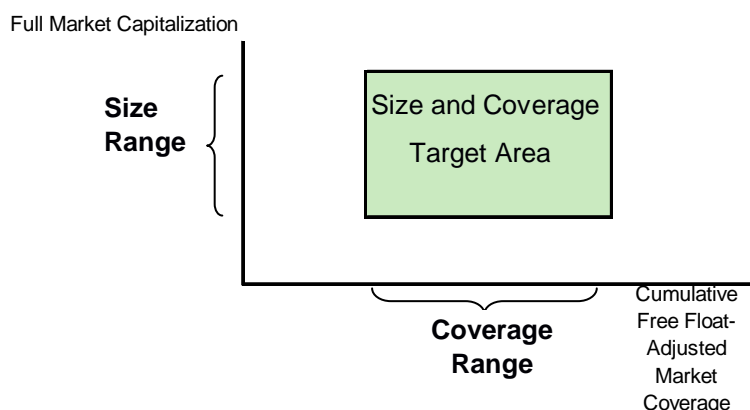 Full Market Capitalization
Size
Range
Size and Coverage
Target Area
Coverage
Range
Cumulative
Free Float-
Adjusted
Market
Coverage